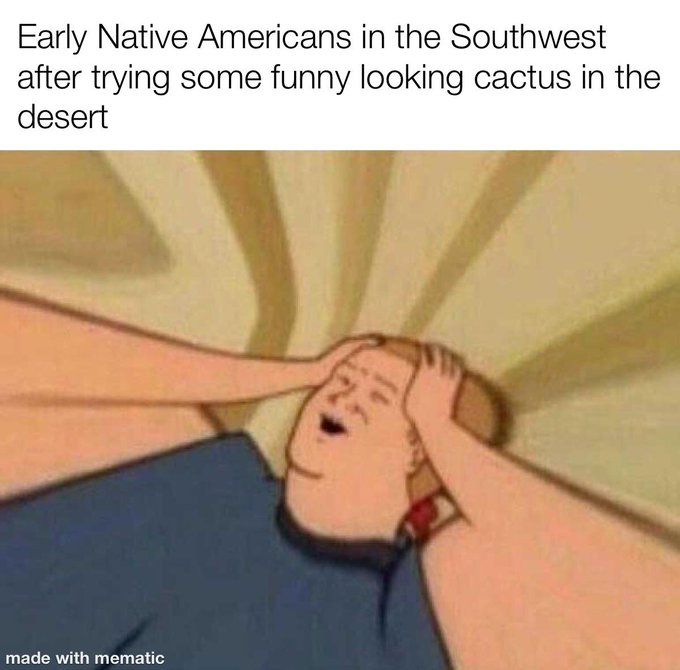 Early Native Americans in the Southwest
after trying some funny looking cactus in the
desert
made with mematic